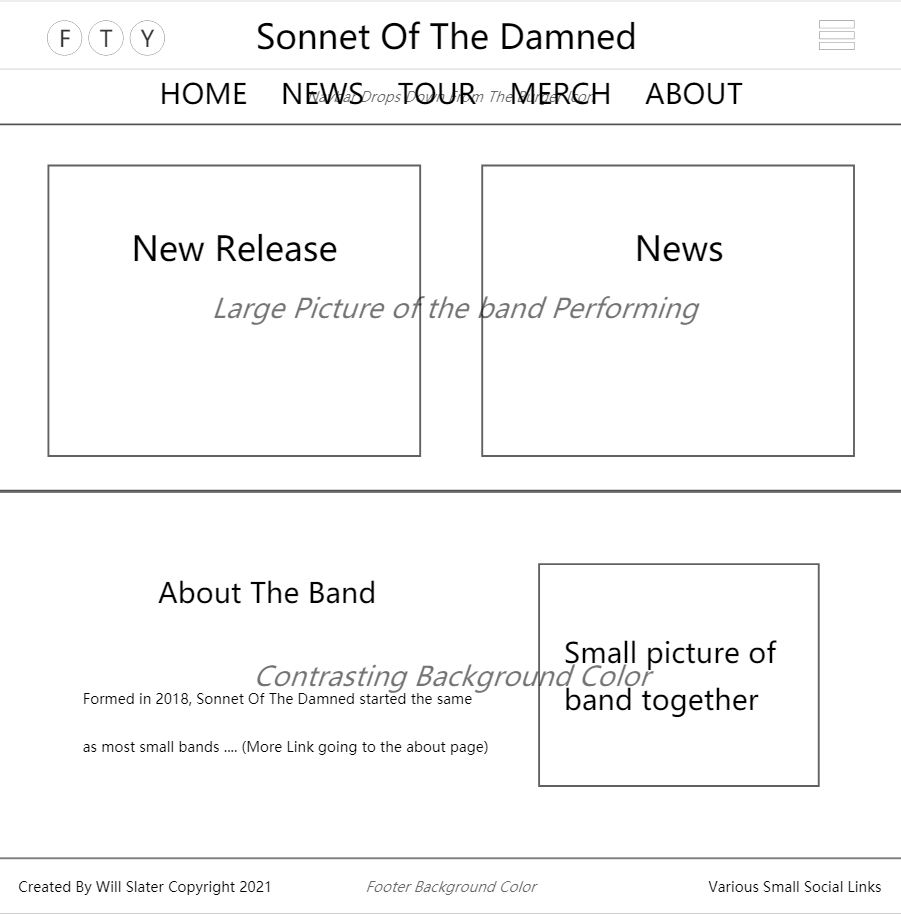 F T Y
Sonnet Of The Damned
HOME NEWS TOUR MERCH ABOUT
Navbar Drops Down From The Burger Icon
New Release
News
Large Picture of the band Performing
About The Band
Small picture of
band together
Contrasting Background Color
Formed in 2018, Sonnet Of The Damned started the same
as most small bands .... (More Link going to the about page)
Created By Will Slater Copyright 2021
Footer Background Color
Various Small Social Links